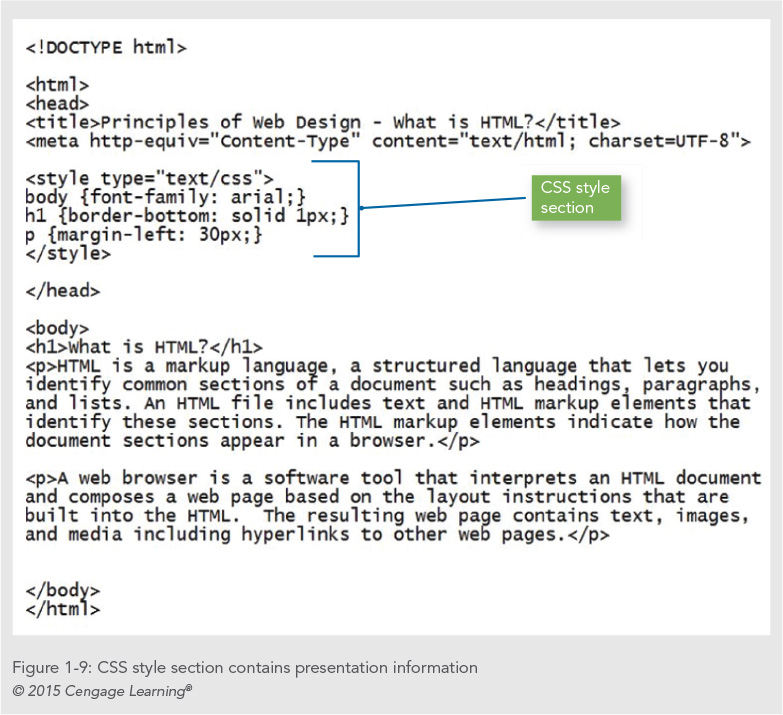 <!DOCTYPE html>
<html>
<head>
<title>Principles of Web Design - What is HTML?</title>
<meta http-equiv="Content-Type" content="text/html; charset=UTF-8">
<style type="text/css">
body {font-family: arial;}
h1 {border-bottom: solid 1px;}
p {margin-left: 30px;}
</style>
CSS style
section
</head>
<body>
<h1>What is HTML?</h1>
<p>HTML is a markup language, a structured language that lets you
identify common sections of a document such as headings, paragraphs,
and lists. An HTML file includes text and HTML markup elements that
identify these sections. The HTML markup elements indicate how the
document sections appear in a browser.</p>
<p>A web browser is a software tool that interprets an HTML document
and composes a web page based on the layout instructions that are
built into the HTML.  The resulting web page contains text, images,
and media including hyperlinks to other web pages.</p>
</body>
</html>
Figure 1-9: CSS style section contains presentation information
© 2015 Cengage Learning®